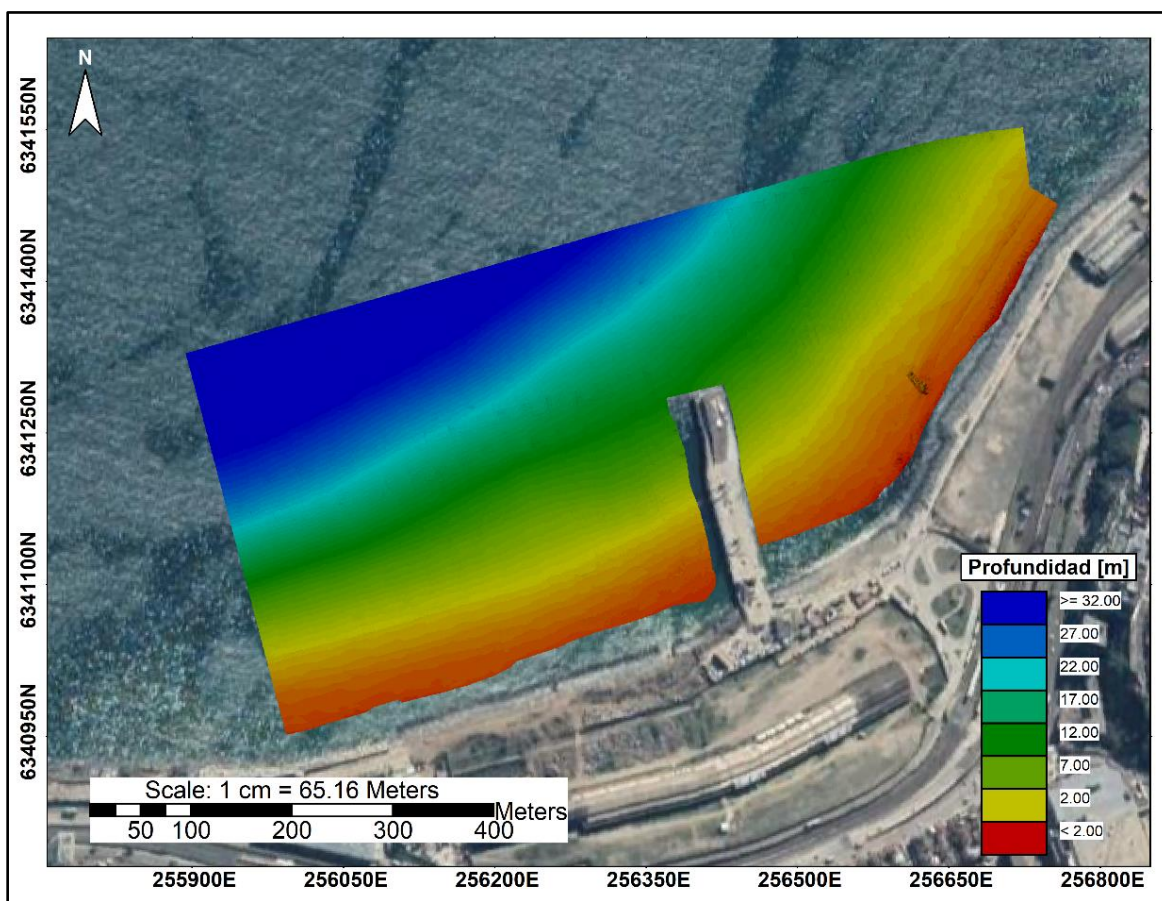 N
6341550N
6341400N
6341250N
6341100N
6340950N
Profundidad [m]
>= 32.00
27.00
22.00
17.00
12.00
7.00
2.00
< 2.00
Scale: 1 cm = 65.16 Meters
Meters
50 100 200 300 400
255900E 256050E 256200E 256350E 256500E 256650E 256800E